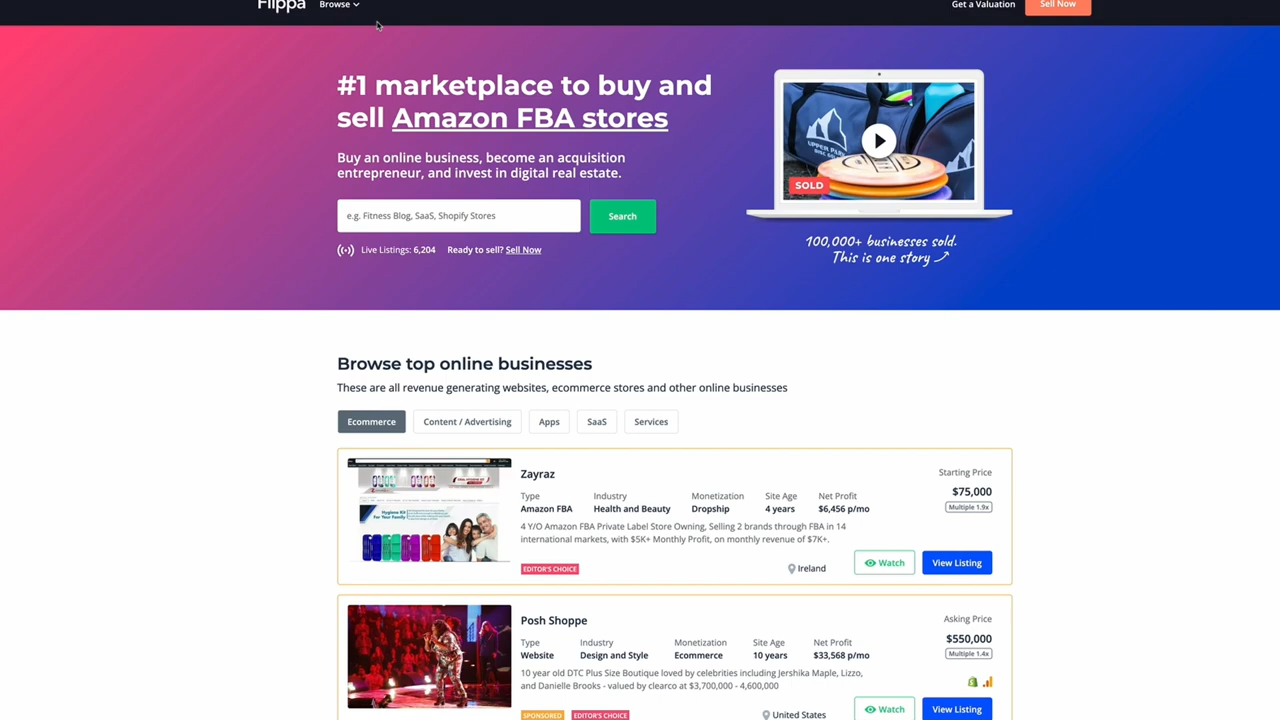 Flippa
Browse
Get a Valuation
Sell Now
#1 marketplace to buy and
sell Amazon FBA stores
Buy an online business, become an acquisition
entrepreneur, and invest in digital real estate.
e.g. Fitness Blog, SaaS, Shopify Stores
Search
Live Listings: 6,204 Ready to sell? Sell Now
UPPER PARK
DISC GOLF
SOLD
100,000+ businesses sold.
This is one story
Browse top online businesses
These are all revenue generating websites, ecommerce stores and other online businesses
Ecommerce
Content / Advertising
Apps
SaaS
Services
Zayraz
Starting Price
$75,000
Multiple 1.9x
Type Industry Monetization Site Age Net Profit
Amazon FBA Health and Beauty Dropship 4 years $6,456 p/mo
4 Y/O Amazon FBA Private Label Store Owning, Selling 2 brands through FBA in 14
international markets, with $5K+ Monthly Profit, on monthly revenue of $7K+.
EDITOR'S CHOICE
Ireland
Watch
View Listing
Hygiene Kit
For Your Family
Posh Shoppe
Asking Price
$550,000
Multiple 1.4x
Type Industry Monetization Site Age Net Profit
Website Design and Style Ecommerce 10 years $33,568 p/mo
10 year old DTC Plus Size Boutique loved by celebrities including Jershika Maple, Lizzo,
and Danielle Brooks - valued by clearco at $3,700,000 - 4,600,000
SPONSORED
EDITOR'S CHOICE
United States
Watch
View Listing